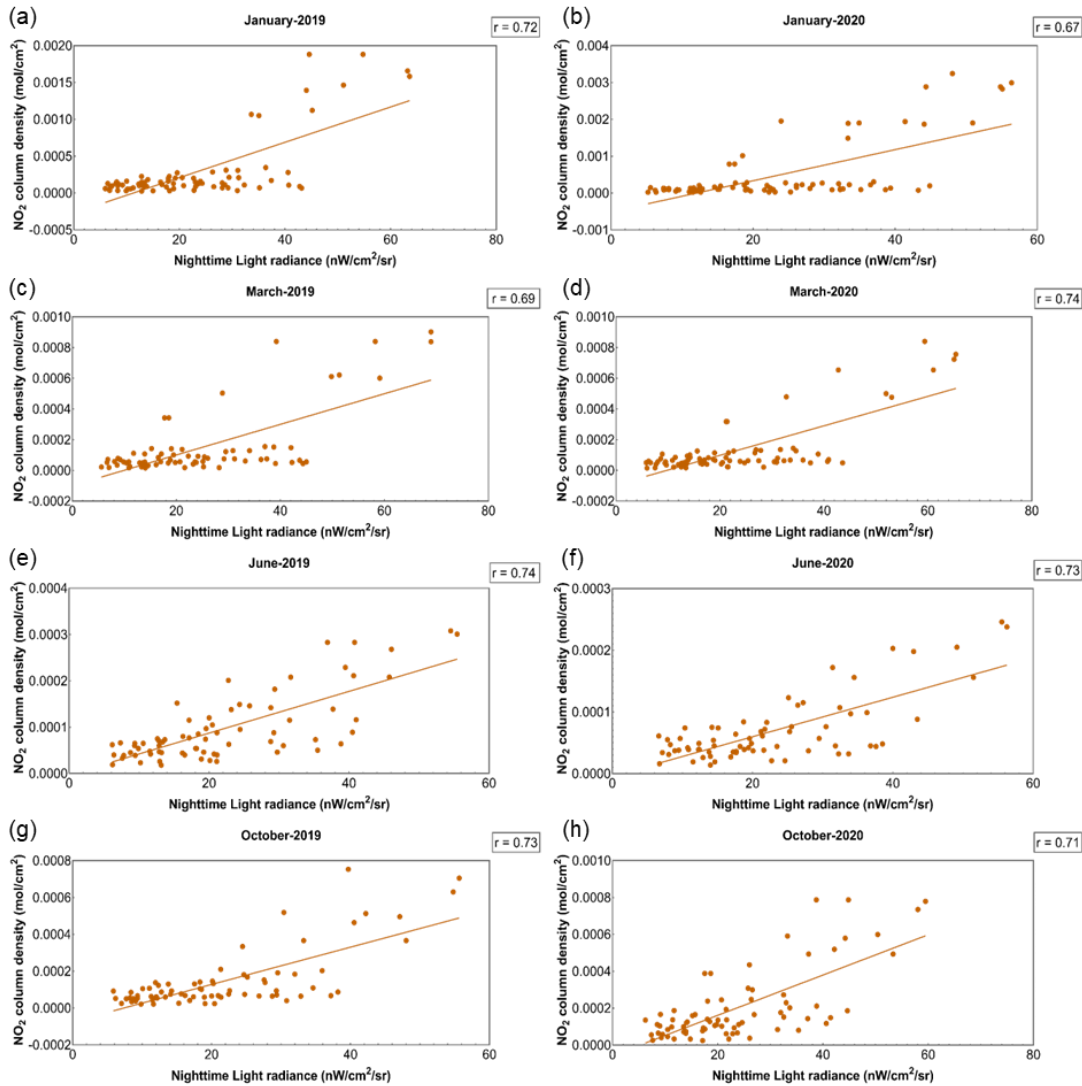 (a)
January-2019
r = 0.72
NO₂ column density (mol/cm²)
0.0020
0.0015
0.0010
0.0005
0.0000
-0.0005
0 20 40 60 80
Nighttime Light radiance (nW/cm²/sr)
(b)
January-2020
r = 0.67
NO₂ column density (mol/cm²)
0.004
0.003
0.002
0.001
0.000
-0.001
0 20 40 60
Nighttime Light radiance (nW/cm²/sr)
(c)
March-2019
r = 0.69
NO₂ column density (mol/cm²)
0.0010
0.0008
0.0006
0.0004
0.0002
0.0000
-0.0002
0 20 40 60 80
Nighttime Light radiance (nW/cm²/sr)
(d)
March-2020
r = 0.74
NO₂ column density (mol/cm²)
0.0010
0.0008
0.0006
0.0004
0.0002
0.0000
-0.0002
0 20 40 60 80
Nighttime Light radiance (nW/cm²/sr)
(e)
June-2019
r = 0.74
NO₂ column density (mol/cm²)
0.0004
0.0003
0.0002
0.0001
0.0000
0 20 40 60
Nighttime Light radiance (nW/cm²/sr)
(f)
June-2020
r = 0.73
NO₂ column density (mol/cm²)
0.0003
0.0002
0.0001
0.0000
0 20 40 60
Nighttime Light radiance (nW/cm²/sr)
(g)
October-2019
r = 0.73
NO₂ column density (mol/cm²)
0.0008
0.0006
0.0004
0.0002
0.0000
-0.0002
0 20 40 60
Nighttime Light radiance (nW/cm²/sr)
(h)
October-2020
r = 0.71
NO₂ column density (mol/cm²)
0.0010
0.0008
0.0006
0.0004
0.0002
0.0000
0 20 40 60 80
Nighttime Light radiance (nW/cm²/sr)